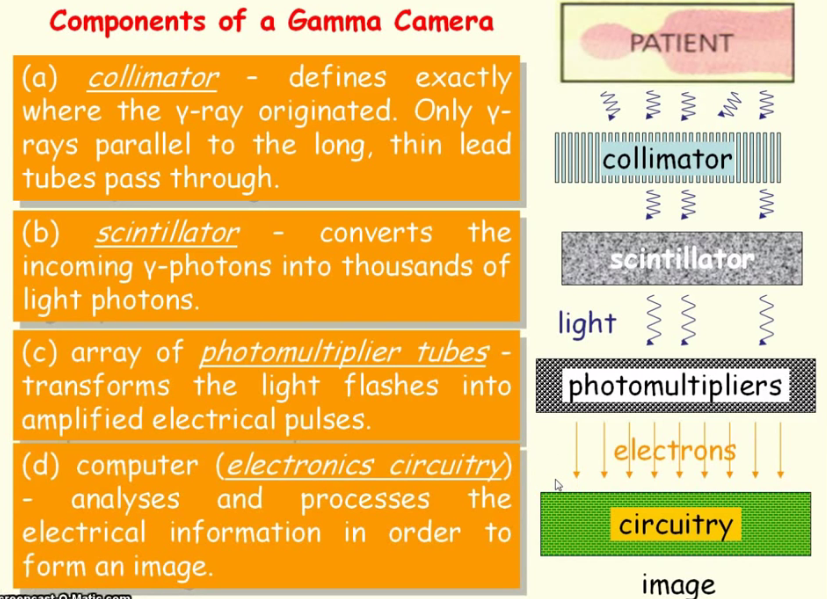 Components of a Gamma Camera
(a) collimator - defines exactly
where the γ-ray originated. Only γ-
rays parallel to the long, thin lead
tubes pass through.
(b) scintillator - converts the
incoming γ-photons into thousands of
light photons.
(c) array of photomultiplier tubes -
transforms the light flashes into
amplified electrical pulses.
(d) computer (electronics circuitry)
- analyses and processes the
electrical information in order to
form an image.
PATIENT
collimator
scintillator
light
photomultipliers
electrons
circuitry
image